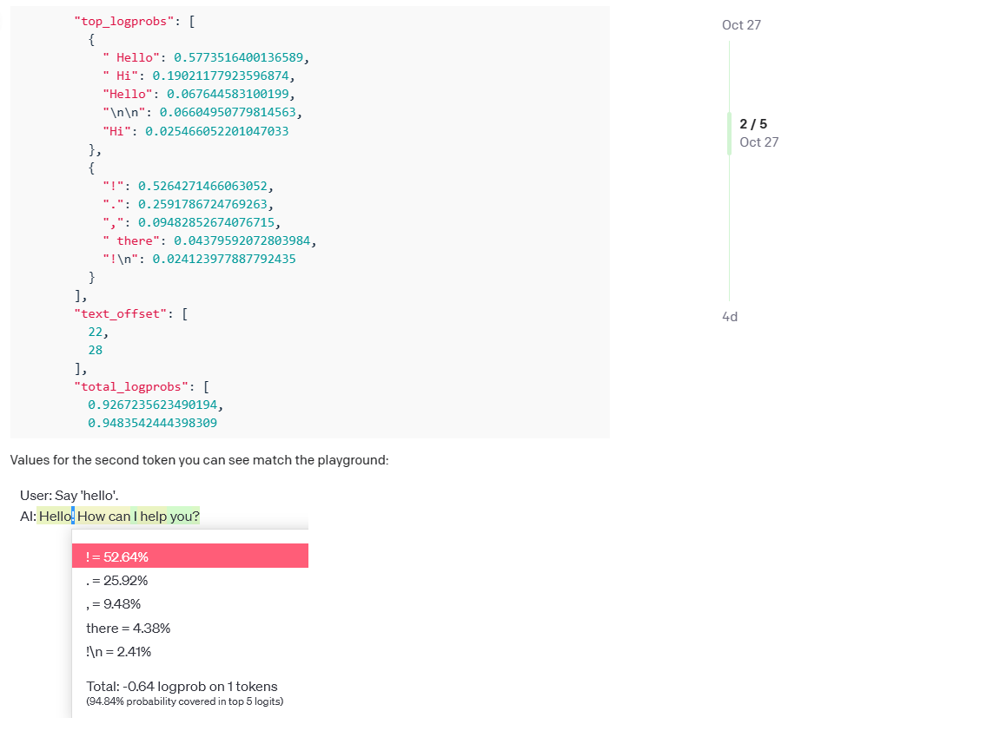 "top_logprobs": [
{
" Hello": 0.5773516400136589,
" Hi": 0.19021177923596874,
"Hello": 0.067644583100199,
"\n\n": 0.06604950779814563,
"Hi": 0.025466052201047033
},
{
"!": 0.5264271466063052,
".": 0.2591786724769263,
",": 0.09482852674076715,
" there": 0.04379592072803984,
"!\n": 0.024123977887792435
}
],
"text_offset": [
22,
28
],
"total_logprobs": [
0.9267235623490194,
0.9483542444398309
Values for the second token you can see match the playground:
User: Say 'hello'.
AI: Hello! How can I help you?
! = 52.64%
. = 25.92%
, = 9.48%
there = 4.38%
!\n = 2.41%
Total: -0.64 logprob on 1 tokens
(94.84% probability covered in top 5 logits)
Oct 27
2 / 5
Oct 27
4d